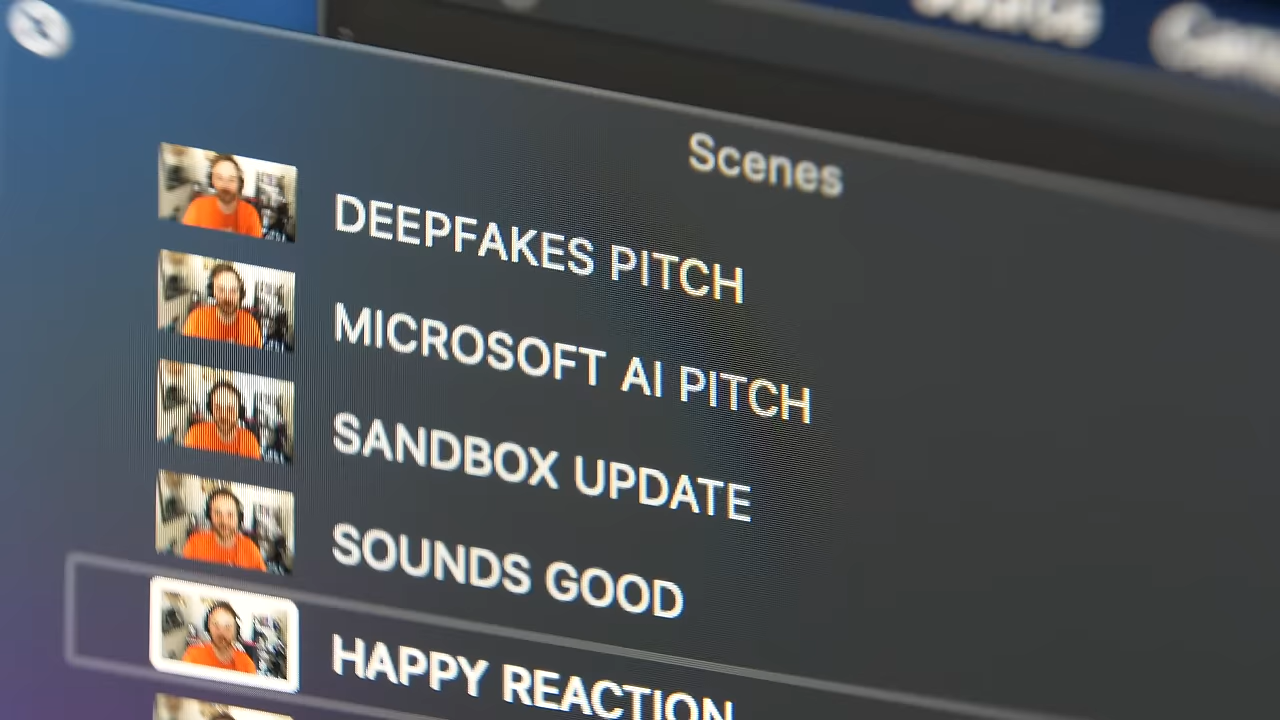 Scenes
DEEPFAKES PITCH
MICROSOFT AI PITCH
SANDBOX UPDATE
SOUNDS GOOD
HAPPY REACTION